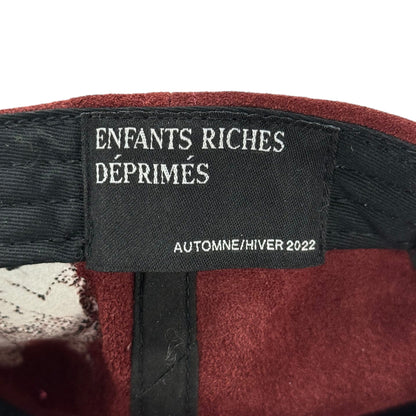 ENFANTS RICHES
DÉPRIMÉS
AUTOMNE/HIVER 2022